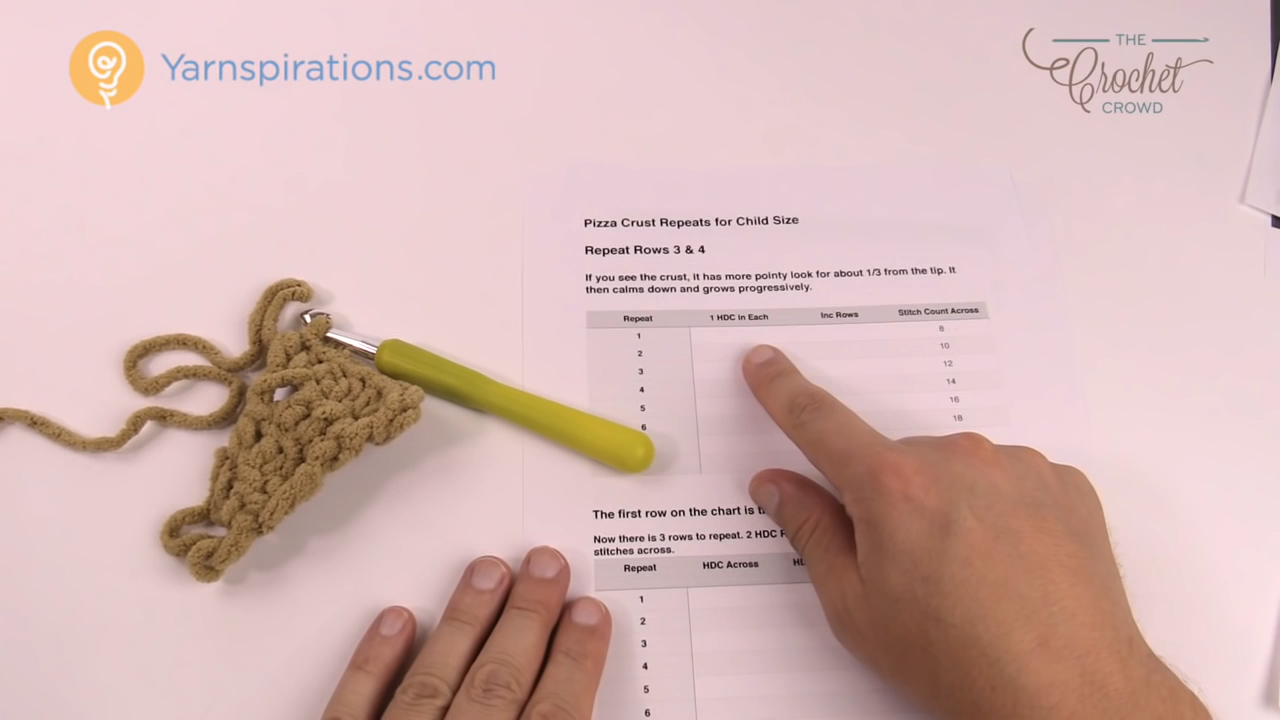 Yarnspirations.com
THE
Crochet
CROWD
Pizza Crust Repeats for Child Size
Repeat Rows 3 & 4
If you see the crust, it has more pointy look for about 1/3 from the tip. It
then calms down and grows progressively.
Repeat 1 HDC in Each Inc Rows Stitch Count Across
1 8
2 10
3 12
4 14
5 16
6 18
The first row on the chart is
Now there is 3 rows to repeat. 2 HDC
stitches across.
Repeat HDC Across
1
2
3
4
5
6